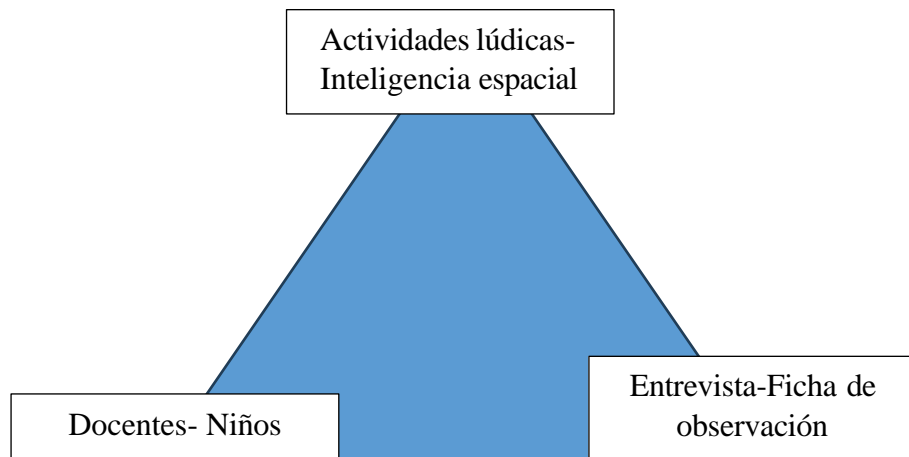 Actividades lúdicas-
Inteligencia espacial
Entrevista-Ficha de
observación
Docentes- Niños